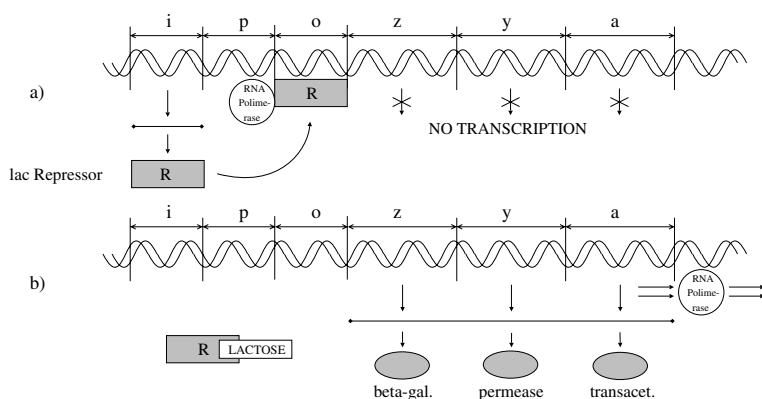 i p o z y a
a)
RNA
Polime-
rase
R
NO TRANSCRIPTION
lac Repressor
R
i p o z y a
b)
RNA
Polime-
rase
R
LACTOSE
beta-gal. permease transacet.